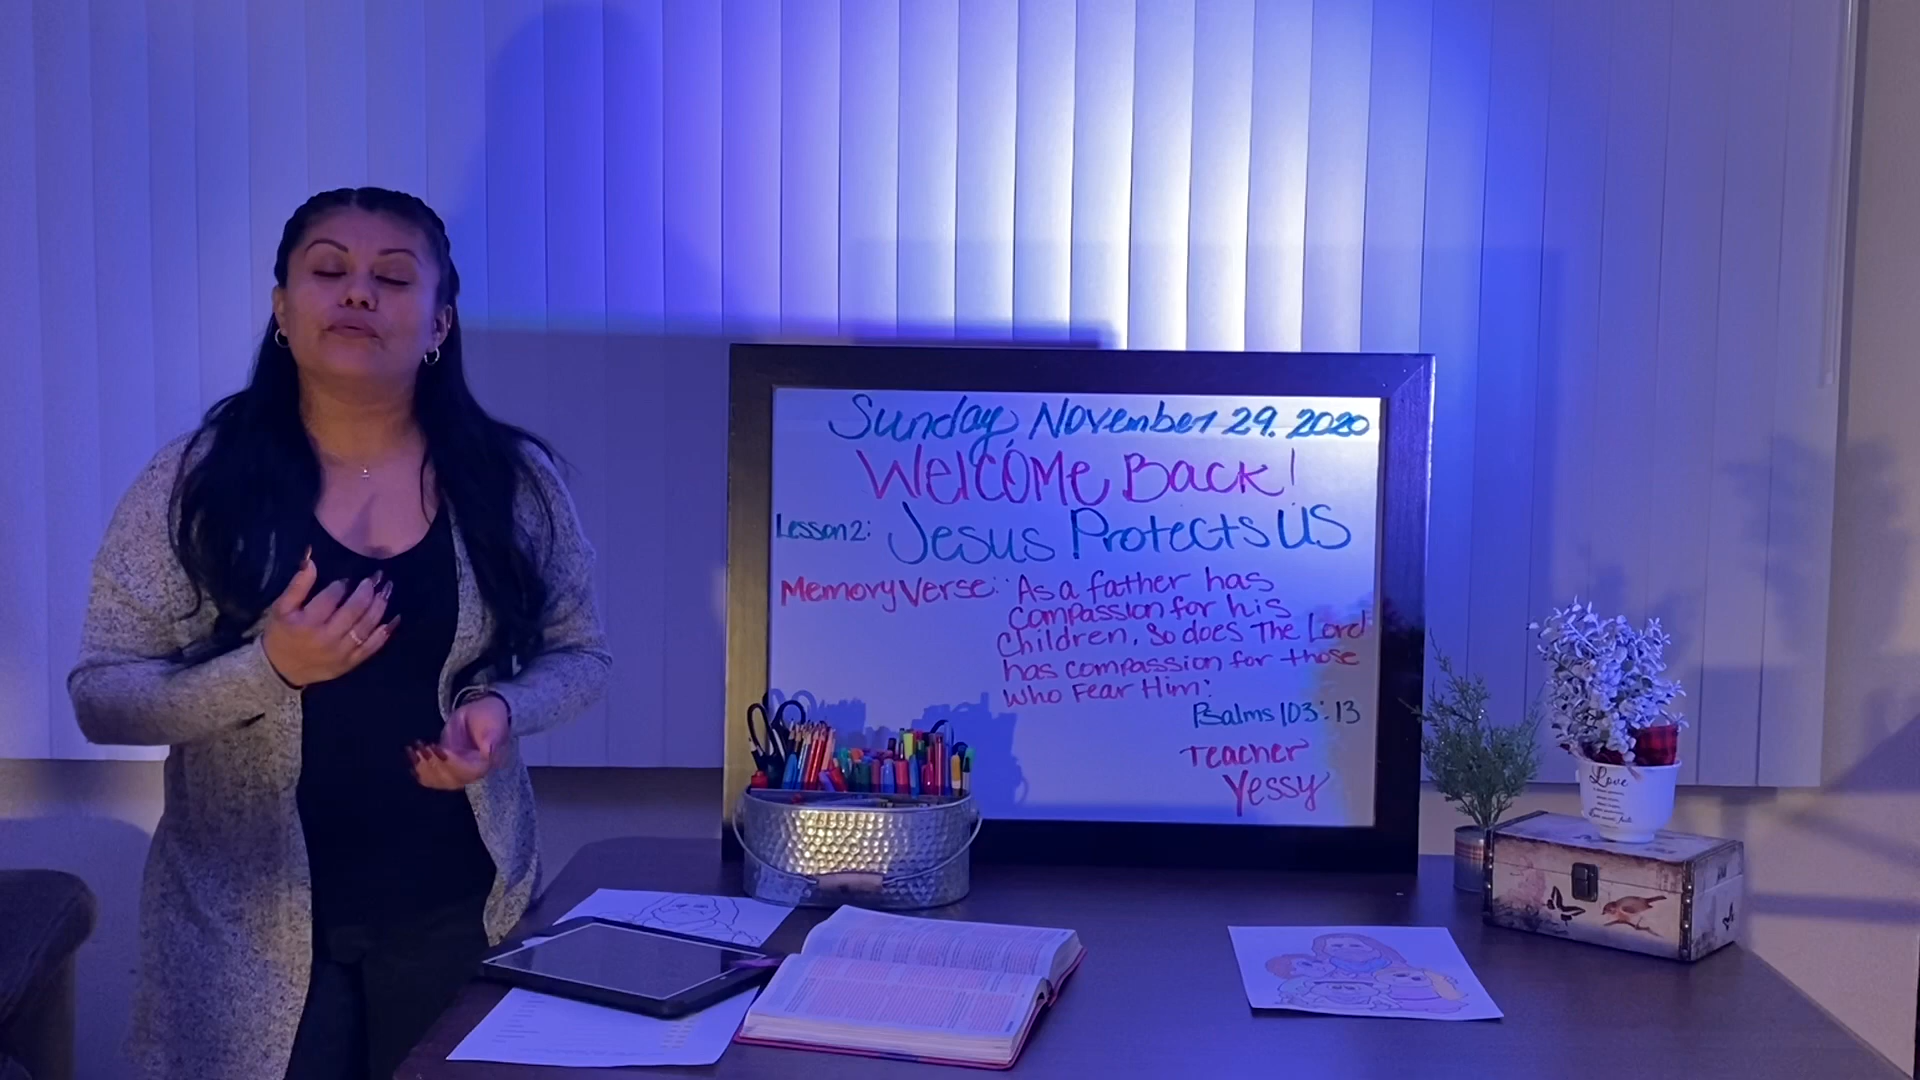 Sunday, November 29. 2020
Welcome Back!
Lesson 2: Jesus Protects US
Memory Verse: As a father has
compassion for his
children, so does The Lord
has compassion for those
who Fear Him:
Psalms 103:13
Teacher
Yessy
Love